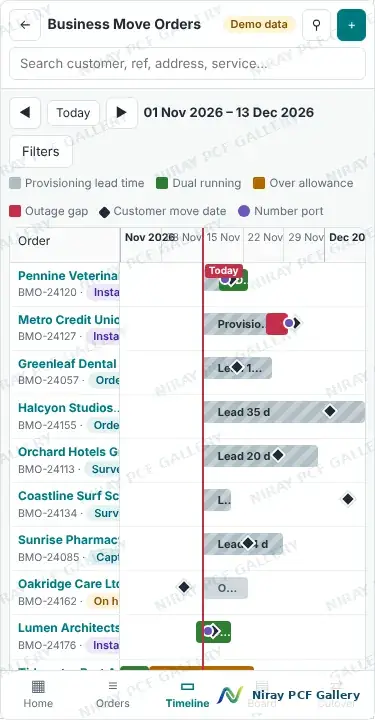 ← Business Move Orders Demo data ⚲ +
Search customer, ref, address, service...
◀ Today ▶ 01 Nov 2026 – 13 Dec 2026
Filters
Provisioning lead time Dual running Over allowance
Outage gap Customer move date Number port
Order Nov 2026 Nov 15 Nov 22 Nov 29 Nov Dec 20
Today
Pennine Veterina
BMO-24120 · Insta
Metro Credit Unio Provisio...
BMO-24127 · Insta
Greenleaf Dental
BMO-24057 · Orde
Halcyon Studios... Lead 35 d
BMO-24155 · Orde
Orchard Hotels G Lead 20 d
BMO-24113 · Surve
Coastline Surf Sc L...
BMO-24134 · Surv
Sunrise Pharmac d
BMO-24085 · Capt
Oakridge Care Ltd O...
BMO-24162 · On h
Lumen Architects
BMO-24176 · Insta
Home Orders Timeline Niray PCF Gallery
NIRAY PCF GALLERY